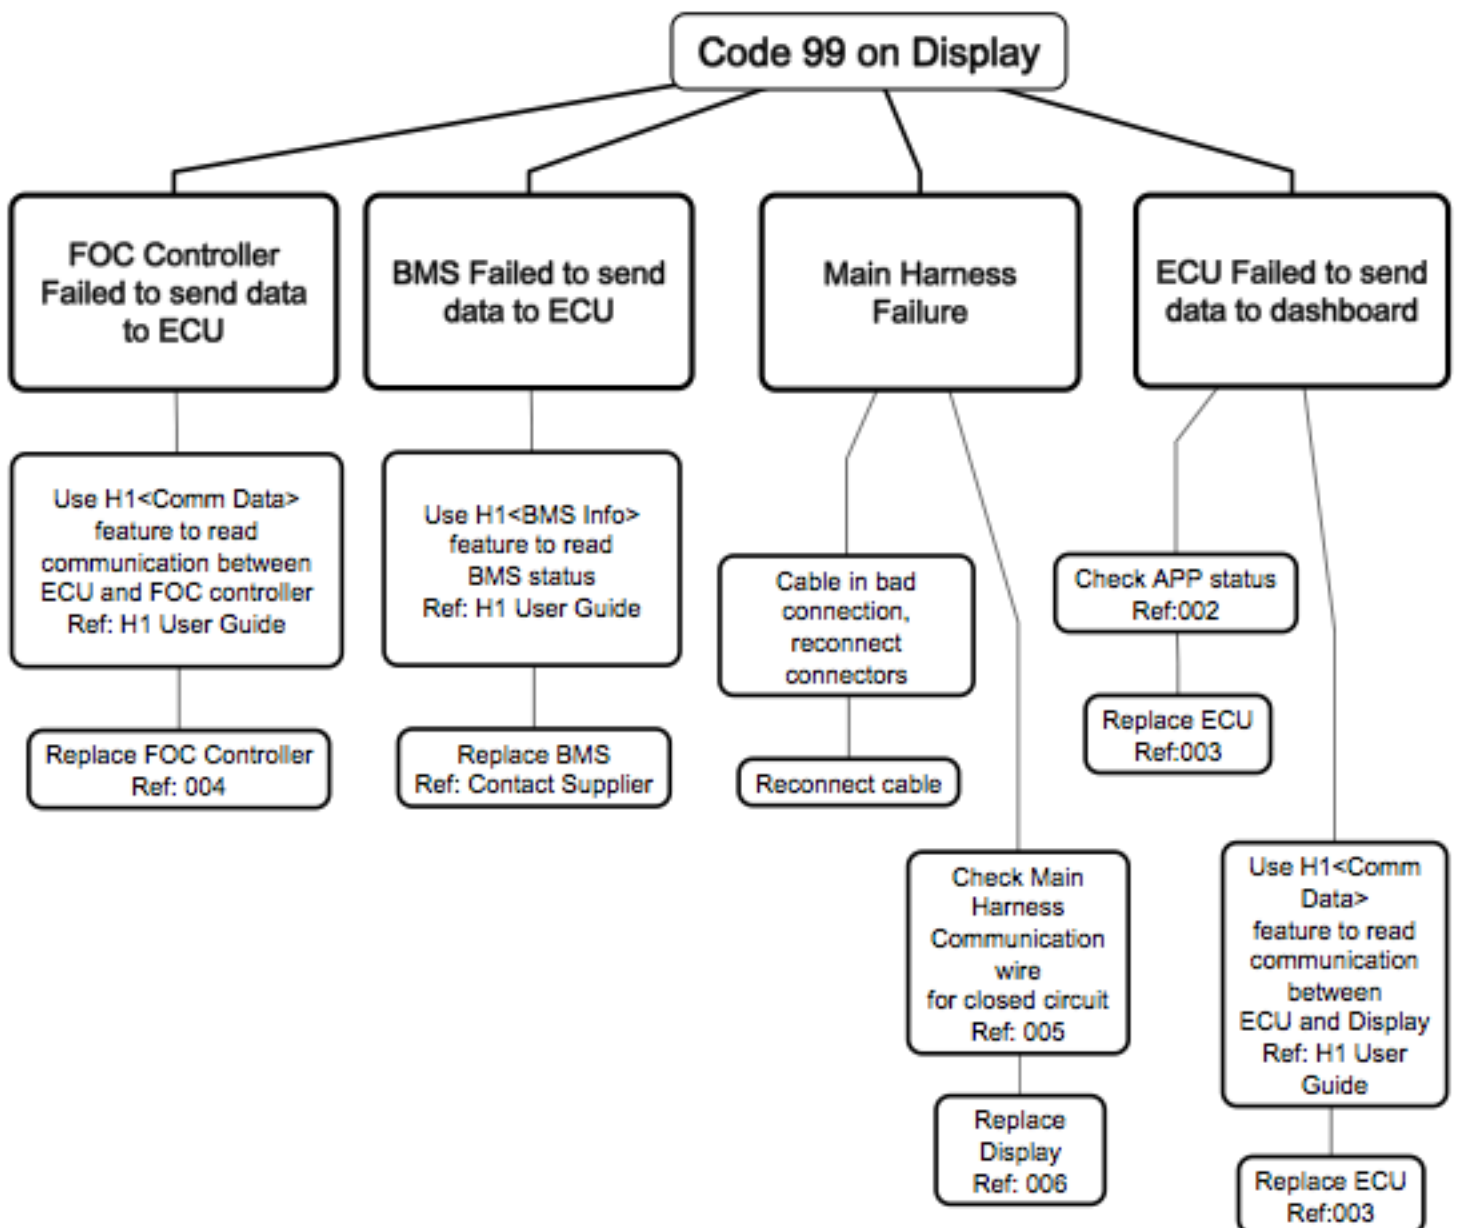 Code 99 on Display
FOC Controller
Failed to send data
to ECU
BMS Failed to send
data to ECU
Main Harness
Failure
ECU Failed to send
data to dashboard
Use H1<Comm Data>
feature to read
communication between
ECU and FOC controller
Ref: H1 User Guide
Use H1<BMS Info>
feature to read
BMS status
Ref: H1 User Guide
Cable in bad
connection,
reconnect
connectors
Check APP status
Ref:002
Replace FOC Controller
Ref: 004
Replace BMS
Ref: Contact Supplier
Reconnect cable
Replace ECU
Ref:003
Check Main
Harness
Communication
wire
for closed circuit
Ref: 005
Use H1<Comm
Data>
feature to read
communication
between
ECU and Display
Ref: H1 User
Guide
Replace
Display
Ref: 006
Replace ECU
Ref:003